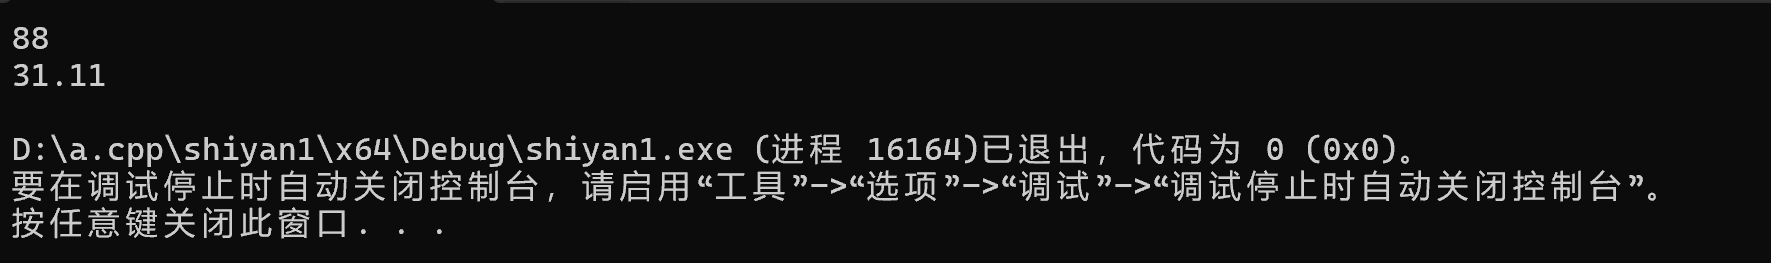 88
31.11
D:\a.cpp\shiyan1\x64\Debug\shiyan1.exe (进程 16164)已退出，代码为 0 (0x0)。
要在调试停止时自动关闭控制台，请启用“工具”->“选项”->“调试”->“调试停止时自动关闭控制台”。
按任意键关闭此窗口. . .